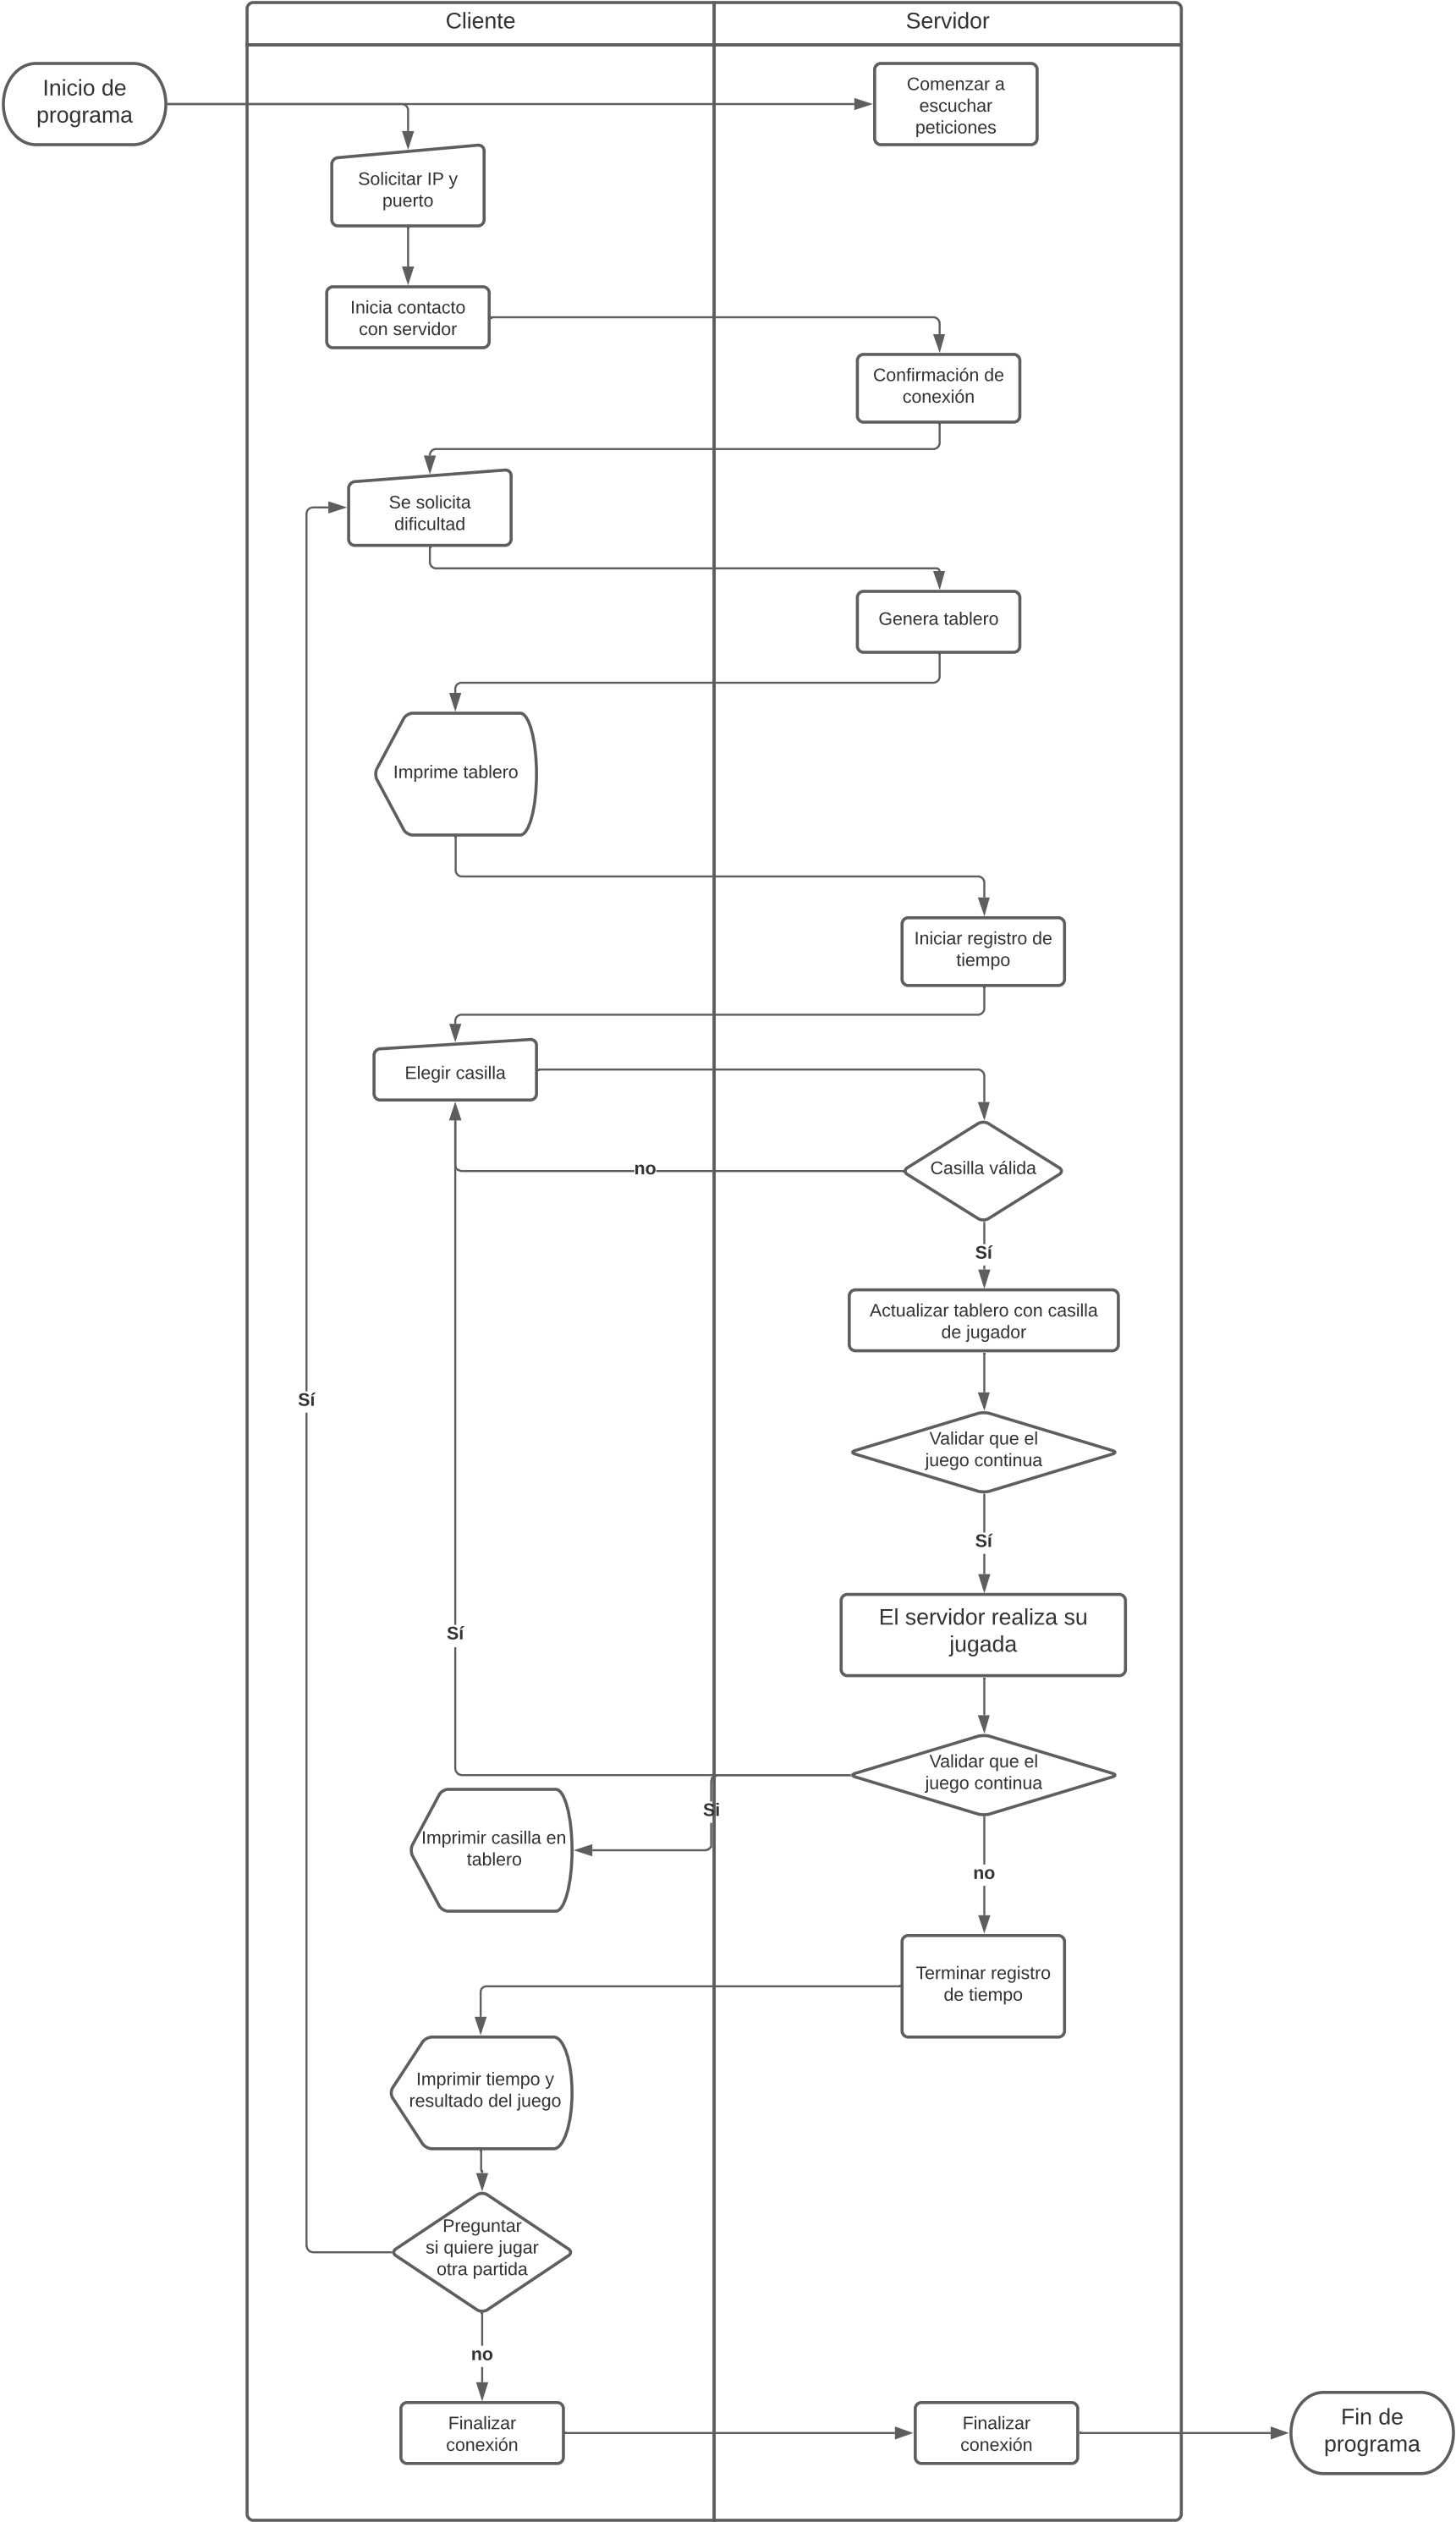 Cliente
Servidor
Inicio de
programa
Comenzar a
escuchar
peticiones
Solicitar IP y
puerto
Inicia contacto
con servidor
Confirmación de
conexión
Se solicita
dificultad
Genera tablero
Imprime tablero
Iniciar registro de
tiempo
Elegir casilla
no
Casilla válida
Sí
Actualizar tablero con casilla
de jugador
Sí
Validar que el
juego continua
Sí
El servidor realiza su
jugada
Sí
Validar que el
juego continua
Si
Imprimir casilla en
tablero
no
Terminar registro
de tiempo
Imprimir tiempo y
resultado del juego
Preguntar
si quiere jugar
otra partida
no
Finalizar
conexión
Finalizar
conexión
Fin de
programa